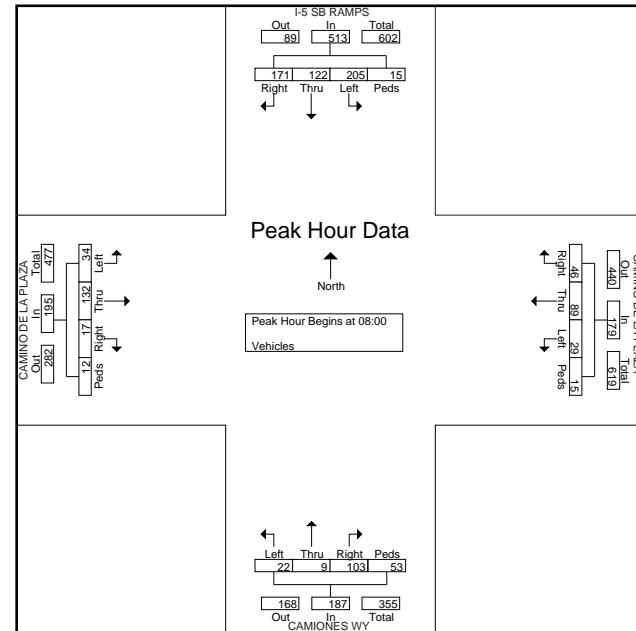 I-5 SB RAMPS
Out In Total
89 513 602
171 122 205 15
Right Thru Left Peds
Peak Hour Data
North
Peak Hour Begins at 08:00
Vehicles
CAMINO DE LA PLAZA
Total In Out
477 195 282
34 132 17 12
Left Thru Right Peds
Right Thru Left Peds
46 89 29 15
Out In Total
440 179 619
Left Thru Right Peds
22 9 103 53
168 187 355
Out In Total
CAMIONES WY